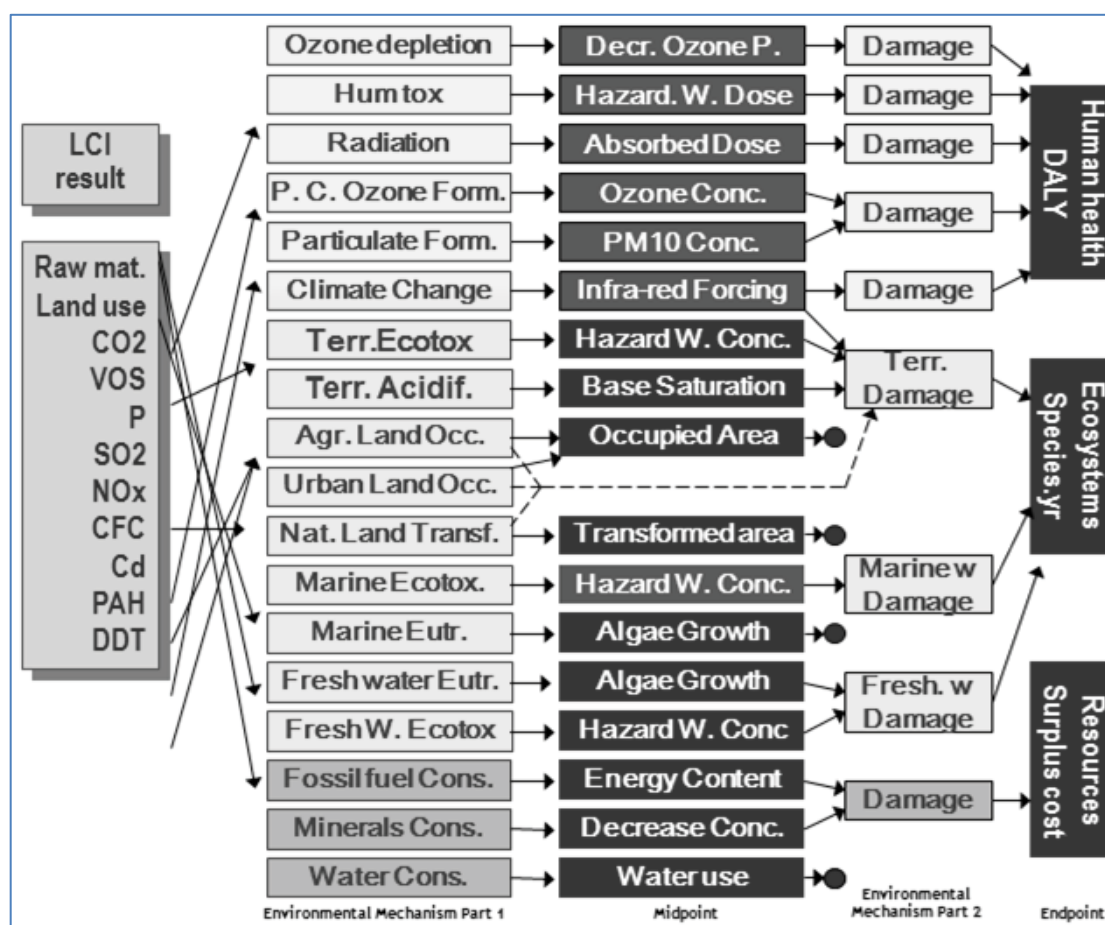 LCI
result
Raw mat.
Land use
CO2
VOS
P
SO2
NOx
CFC
Cd
PAH
DDT
Ozone depletion
Hum tox
Radiation
P. C. Ozone Form.
Particulate Form.
Climate Change
Terr.Ecotox
Terr. Acidif.
Agr. Land Occ.
Urban Land Occ.
Nat. Land Transf.
Marine Ecotox.
Marine Eutr.
Fresh water Eutr.
Fresh W. Ecotox
Fossil fuel Cons.
Minerals Cons.
Water Cons.
Environmental Mechanism Part 1
Decr. Ozone P.
Hazard. W. Dose
Absorbed Dose
Ozone Conc.
PM10 Conc.
Infra-red Forcing
Hazard W. Conc.
Base Saturation
Occupied Area
Transformed area
Hazard W. Conc.
Algae Growth
Algae Growth
Hazard W. Conc
Energy Content
Decrease Conc.
Water use
Midpoint
Damage
Damage
Damage
Damage
Damage
Terr.
Damage
Marine w
Damage
Fresh. w
Damage
Damage
Environmental
Mechanism Part 2
Human health
DALY
Ecosystems
Species.yr
Resources
Surplus cost
Endpoint